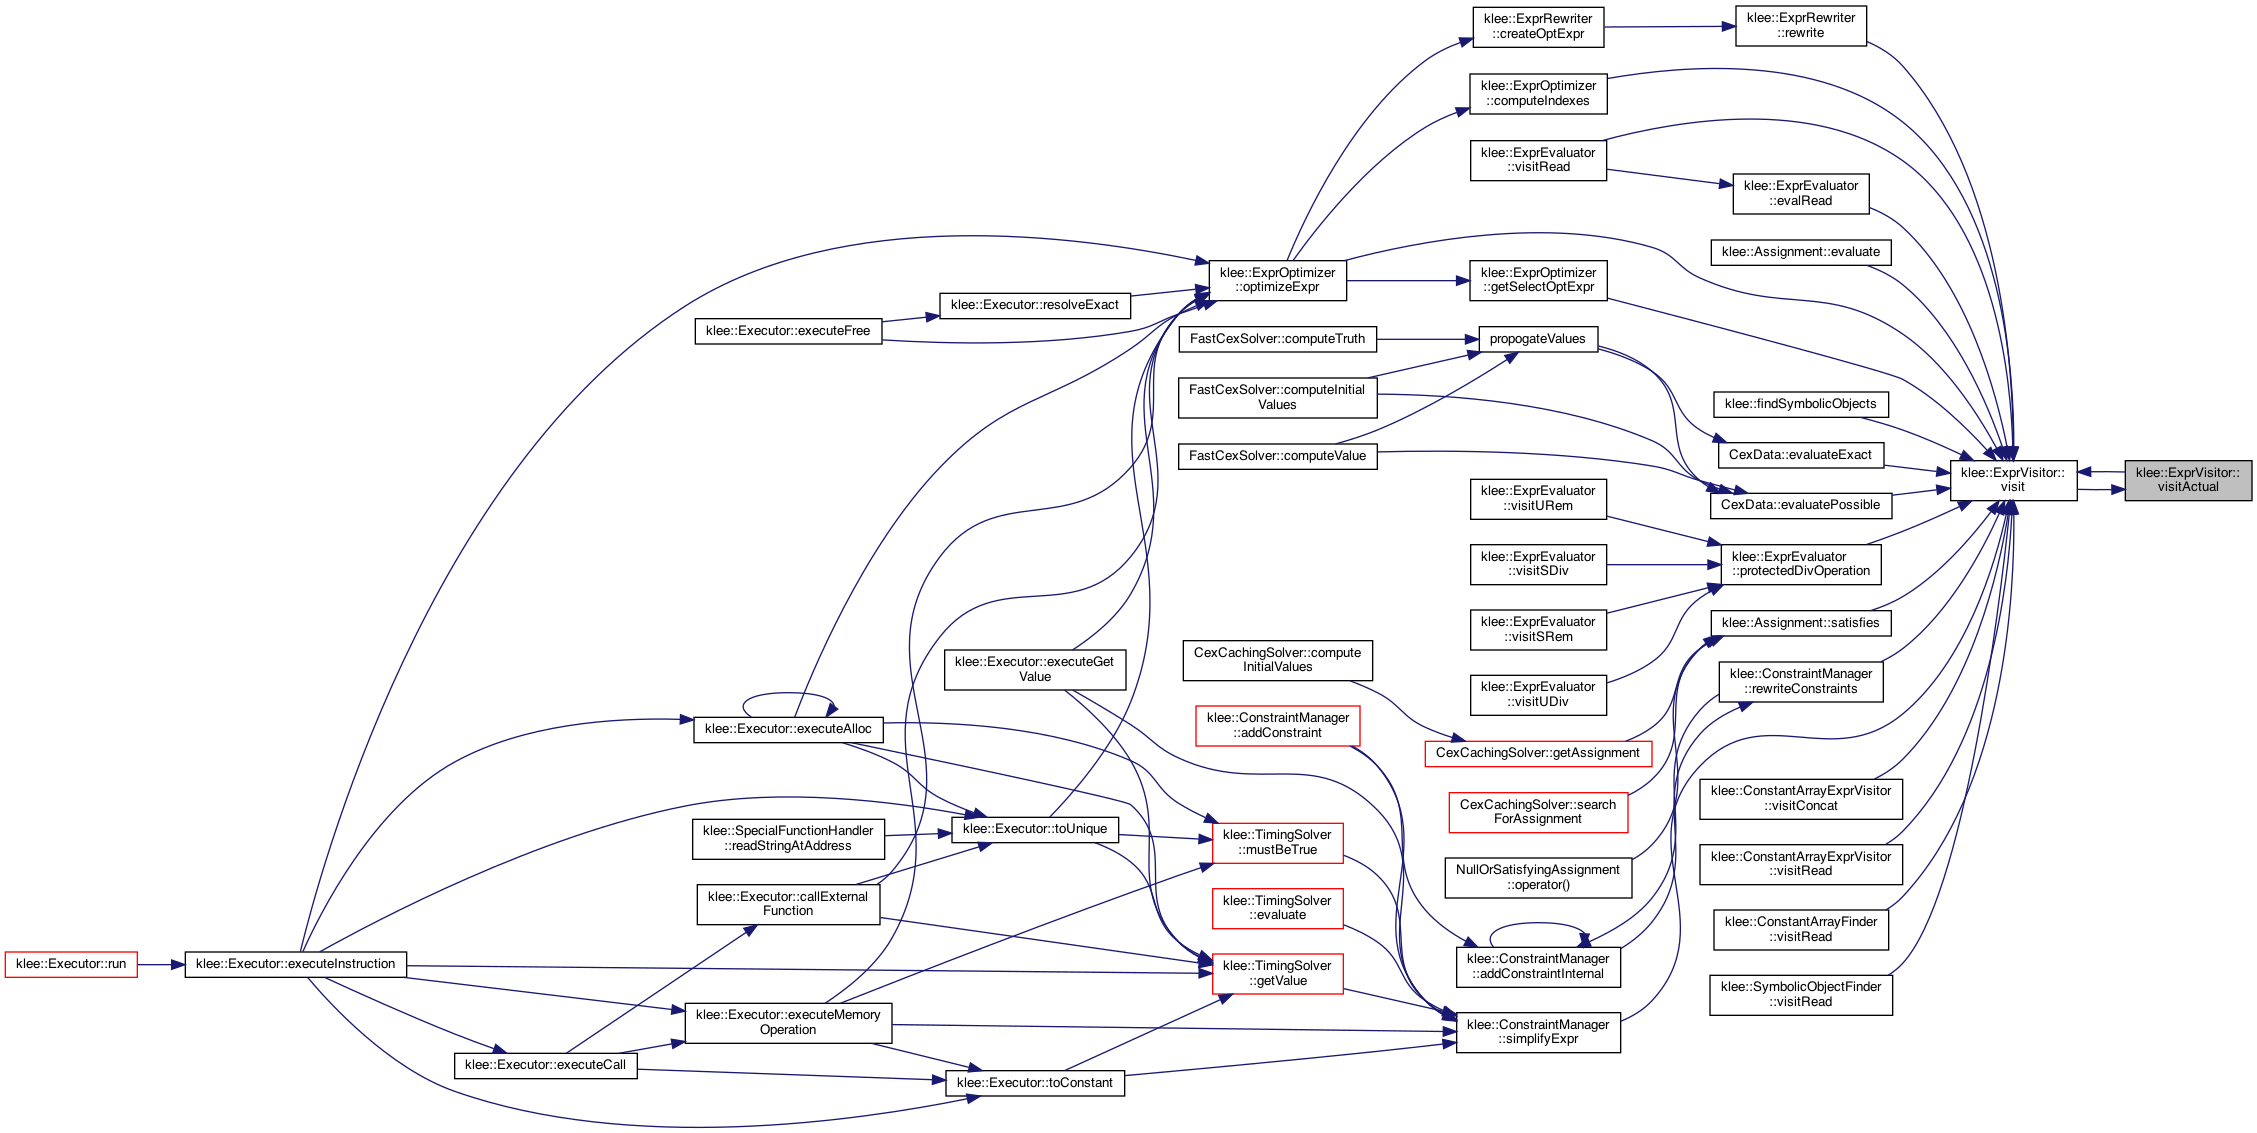 klee::ExprRewriter
::createOptExpr
klee::ExprRewriter
::rewrite
klee::ExprOptimizer
::computeIndexes
klee::ExprEvaluator
::visitRead
klee::ExprEvaluator
::evalRead
klee::Assignment::evaluate
klee::ExprOptimizer
::optimizeExpr
klee::ExprOptimizer
::getSelectOptExpr
klee::Executor::resolveExact
klee::Executor::executeFree
FastCexSolver::computeTruth
propogateValues
FastCexSolver::computeInitial
Values
klee::findSymbolicObjects
FastCexSolver::computeValue
CexData::evaluateExact
klee::ExprVisitor::
visit
klee::ExprVisitor::
visitActual
klee::ExprEvaluator
::visitURem
CexData::evaluatePossible
klee::ExprEvaluator
::visitSDiv
klee::ExprEvaluator
::protectedDivOperation
klee::ExprEvaluator
::visitSRem
klee::Assignment::satisfies
CexCachingSolver::compute
InitialValues
klee::Executor::executeGet
Value
klee::ExprEvaluator
::visitUDiv
klee::ConstraintManager
::rewriteConstraints
klee::Executor::executeAlloc
klee::ConstraintManager
::addConstraint
CexCachingSolver::getAssignment
klee::ConstantArrayExprVisitor
::visitConcat
CexCachingSolver::search
ForAssignment
klee::SpecialFunctionHandler
::readStringAtAddress
klee::Executor::toUnique
klee::TimingSolver
::mustBeTrue
klee::ConstantArrayExprVisitor
::visitRead
NullOrSatisfyingAssignment
::operator()
klee::Executor::callExternal
Function
klee::TimingSolver
::evaluate
klee::ConstantArrayFinder
::visitRead
klee::Executor::run
klee::Executor::executeInstruction
klee::TimingSolver
::getValue
klee::ConstraintManager
::addConstraintInternal
klee::SymbolicObjectFinder
::visitRead
klee::Executor::executeMemory
Operation
klee::ConstraintManager
::simplifyExpr
klee::Executor::executeCall
klee::Executor::toConstant